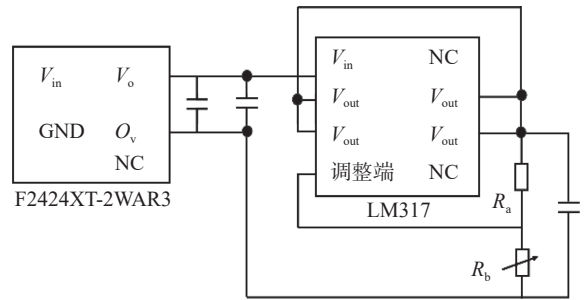 V_in V_o
GND O_v
NC
F2424XT-2WAR3
V_in NC
V_out V_out
V_out V_out
调整端 NC
LM317
R_a
R_b